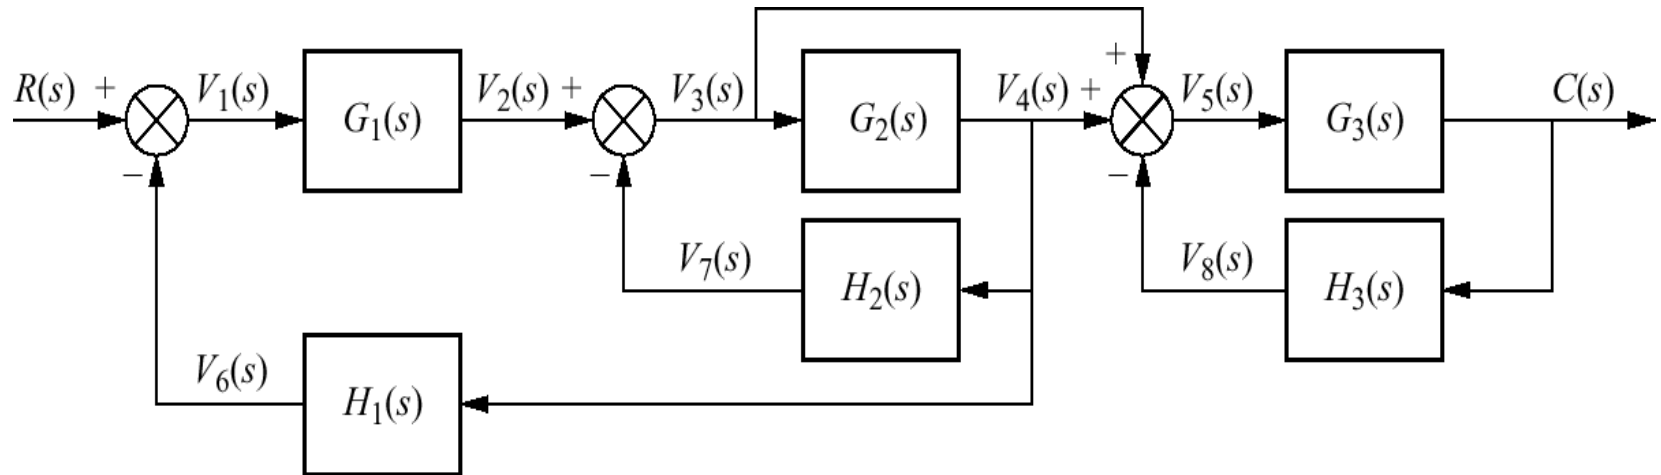 +
R(s) + V₁(s) G₁(s) V₂(s) + V₃(s) G₂(s) V₄(s) + V₅(s) G₃(s) C(s)
− − −
V₇(s) H₂(s) V₈(s) H₃(s)
V₆(s) H₁(s)